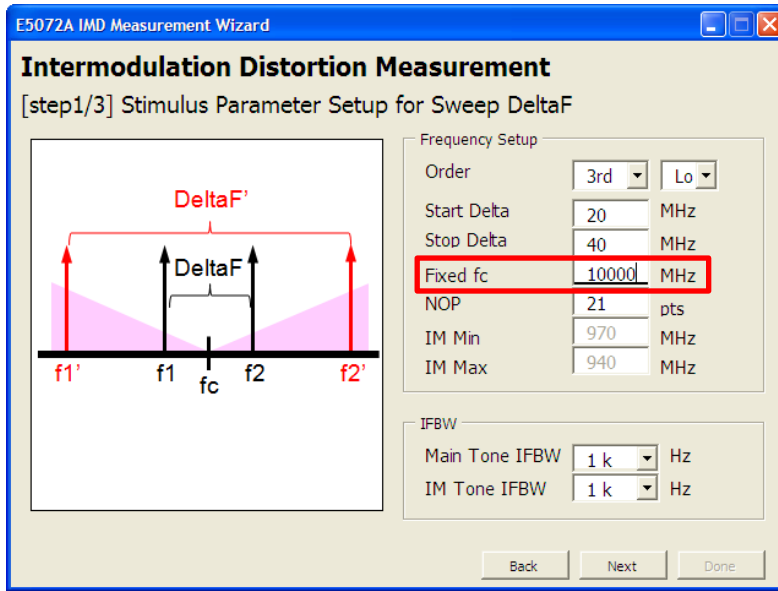 E5072A IMD Measurement Wizard
Intermodulation Distortion Measurement
[step1/3] Stimulus Parameter Setup for Sweep DeltaF
DeltaF'
DeltaF
f1' f1 fc f2 f2'
Frequency Setup
Order 3rd Lo
Start Delta 20 MHz
Stop Delta 40 MHz
Fixed fc 10000 MHz
NOP 21 pts
IM Min 970 MHz
IM Max 940 MHz
IFBW
Main Tone IFBW 1 k Hz
IM Tone IFBW 1 k Hz
Back Next Done